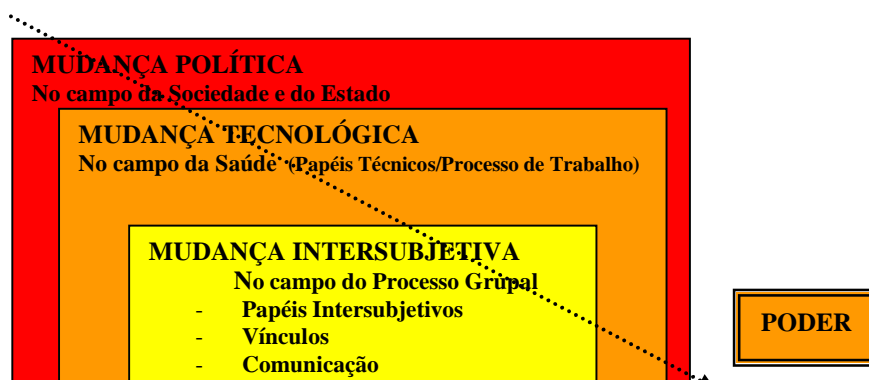 MUDANÇA POLÍTICA
No campo da Sociedade e do Estado
MUDANÇA TECNOLÓGICA
No campo da Saúde (Papéis Técnicos/Processo de Trabalho)
MUDANÇA INTERSUBJETIVA
No campo do Processo Grupal
- Papéis Intersubjetivos
- Vínculos
- Comunicação
PODER